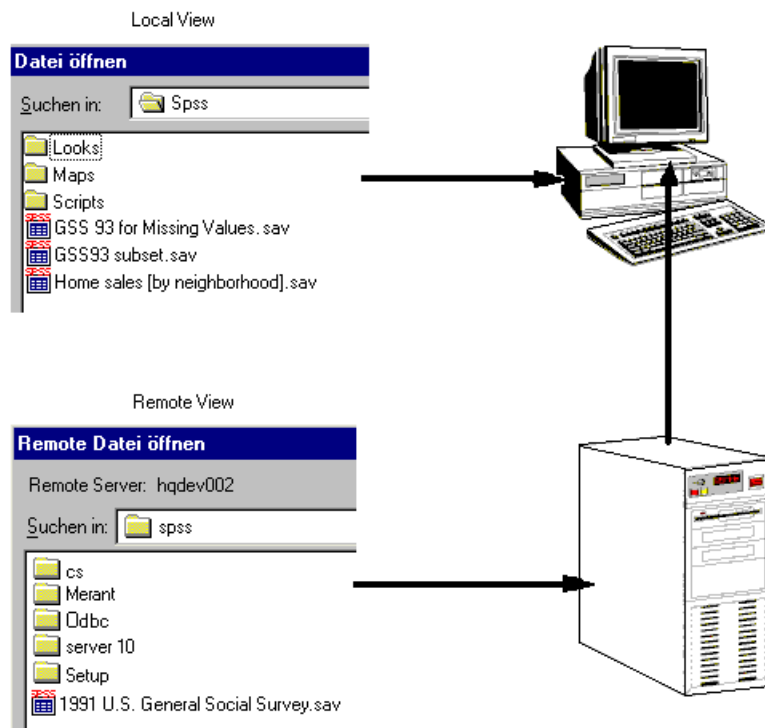 Local View
Datei öffnen
Suchen in: Spss
Looks
Maps
Scripts
GSS 93 for Missing Values.sav
GSS93 subset.sav
Home sales [by neighborhood].sav
Remote View
Remote Datei öffnen
Remote Server: hqdev002
Suchen in: spss
cs
Merant
Odbc
server 10
Setup
1991 U.S. General Social Survey.sav